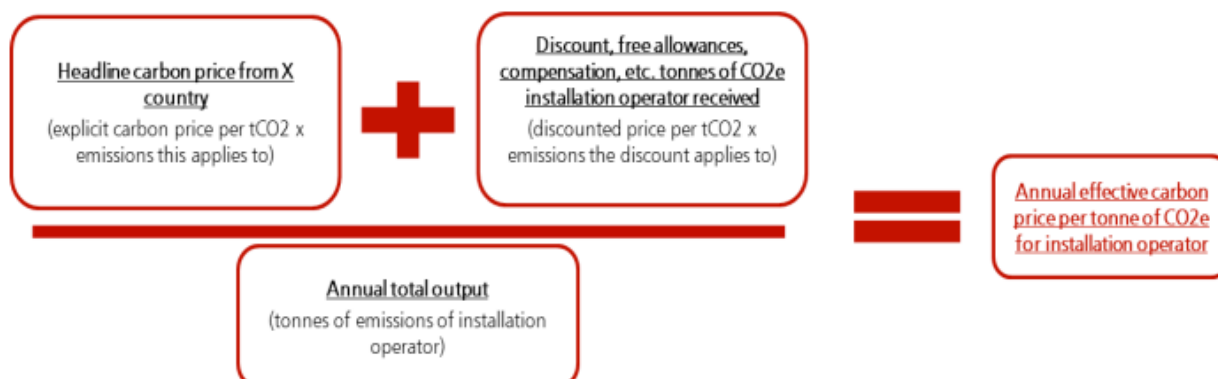 Headline carbon price from X
country
(explicit carbon price per tCO2 x
emissions this applies to)
Discount, free allowances,
compensation, etc. tonnes of CO2e
installation operator received
(discounted price per tCO2 x
emissions the discount applies to)
Annual total output
(tonnes of emissions of installation
operator)
Annual effective carbon
price per tonne of CO2e
for installation operator